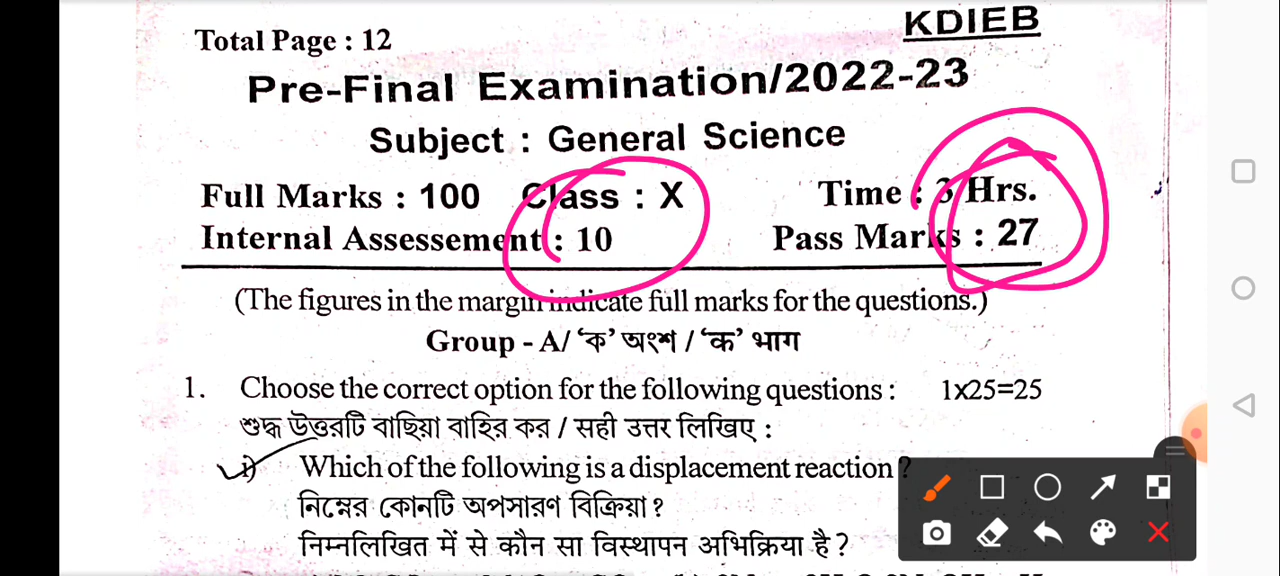 KDIEB
Total Page : 12
Pre-Final Examination/2022-23
Subject : General Science
Full Marks : 100 Class : X Time : 3 Hrs.
Internal Assessement : 10 Pass Marks : 27
(The figures in the margin indicate full marks for the questions.)
Group - A/ ‘ক’ অংশ / ‘क’ भाग
1. Choose the correct option for the following questions : 1x25=25
শুদ্ধ উত্তরটি বাছিয়া বাহির কর / सही उत्तर लिखिए :
i) Which of the following is a displacement reaction ?
নিম্নের কোনটি অপসারণ বিক্রিয়া ?
निम्नलिखित में से कौन सा विस्थापन अभिक्रिया है ?